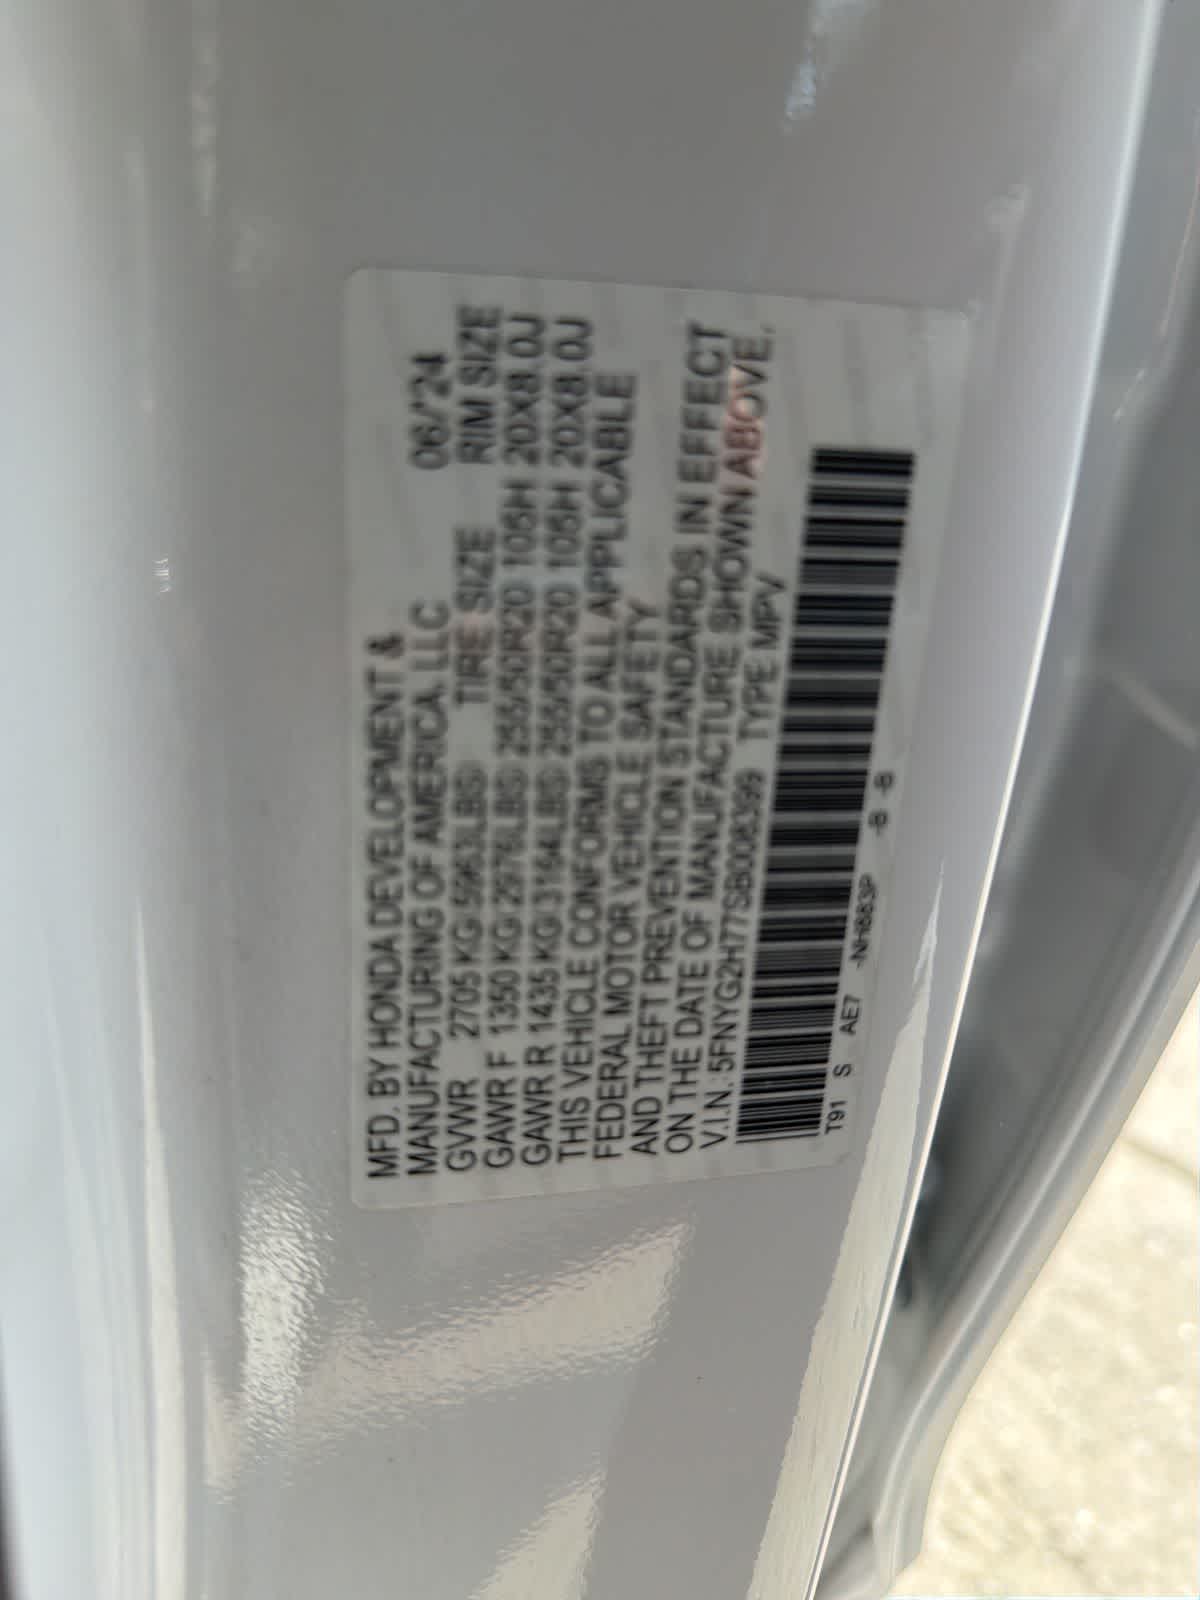 MFD. BY HONDA DEVELOPMENT &
MANUFACTURING OF AMERICA, LLC 06/'24
GVWR 2705 KG(5963LBS) TIRE SIZE RIM SIZE
GAWR F 1350 KG(2976LBS) 255/50R20 105H 20X8.0J
GAWR R 1435 KG(3164LBS) 255/50R20 105H 20X8.0J
THIS VEHICLE CONFORMS TO ALL APPLICABLE
FEDERAL MOTOR VEHICLE SAFETY
AND THEFT PREVENTION STANDARDS IN EFFECT
ON THE DATE OF MANUFACTURE SHOWN ABOVE.
V.I.N.: 5FNYG2H77SB008399 TYPE MPV
T91 S AE7 -NH883P -B -B